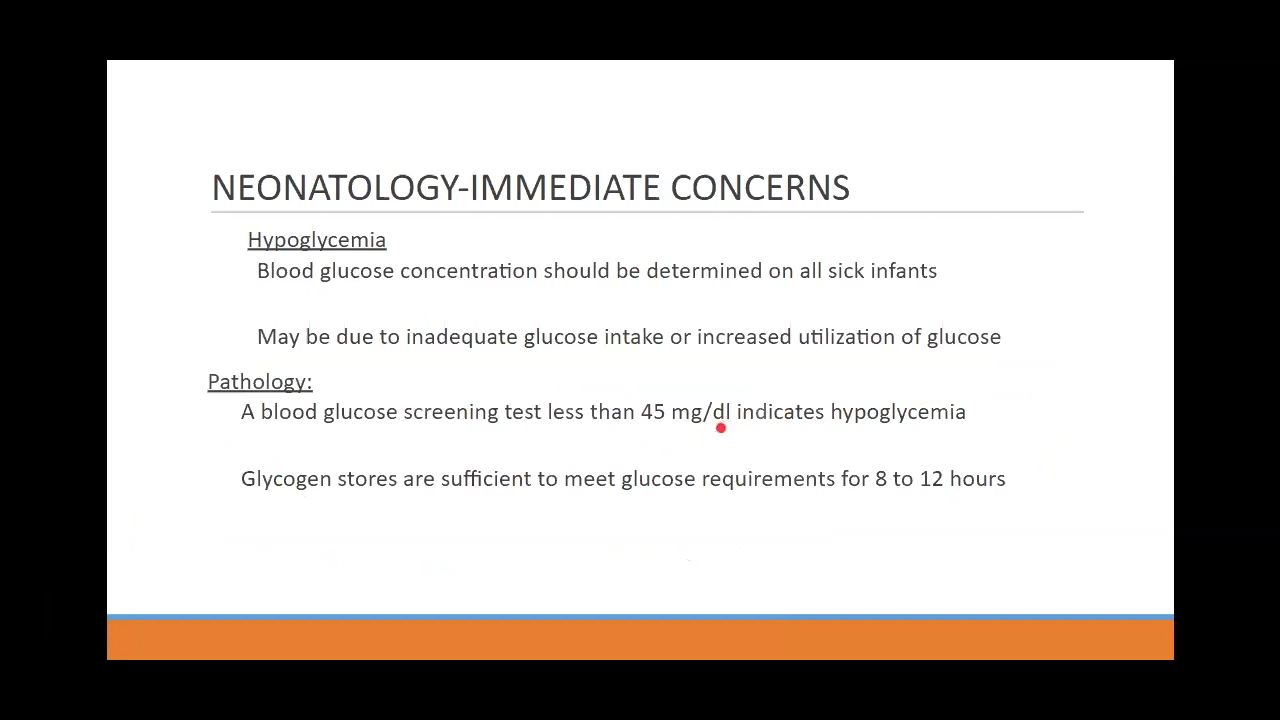 NEONATOLOGY-IMMEDIATE CONCERNS
Hypoglycemia
Blood glucose concentration should be determined on all sick infants
May be due to inadequate glucose intake or increased utilization of glucose
Pathology:
A blood glucose screening test less than 45 mg/dl indicates hypoglycemia
Glycogen stores are sufficient to meet glucose requirements for 8 to 12 hours